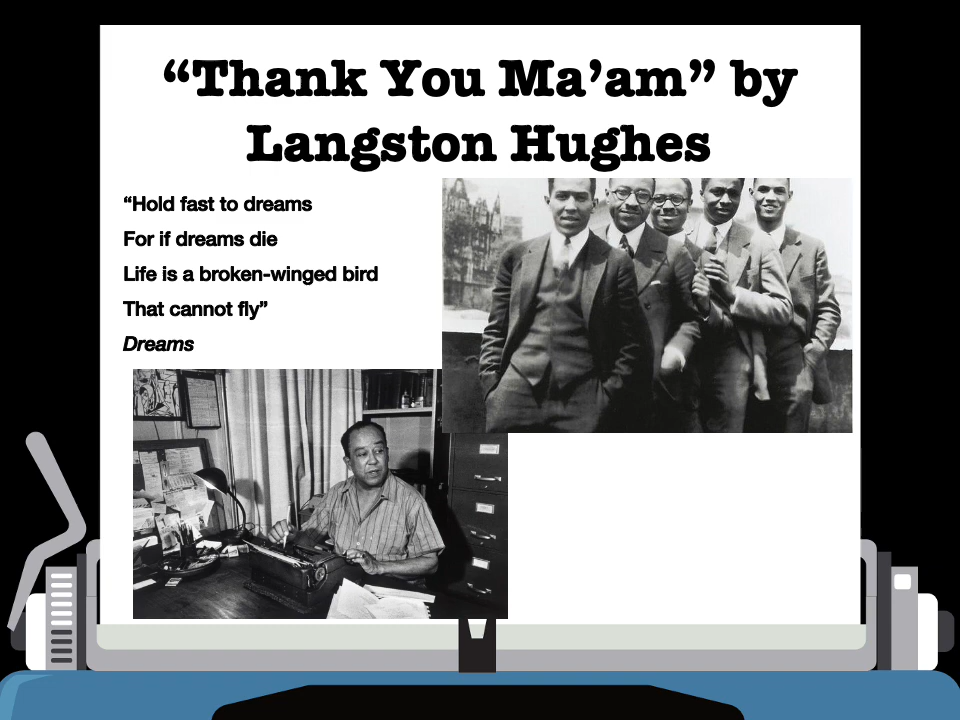 “Thank You Ma’am” by
Langston Hughes
“Hold fast to dreams
For if dreams die
Life is a broken-winged bird
That cannot fly”
Dreams